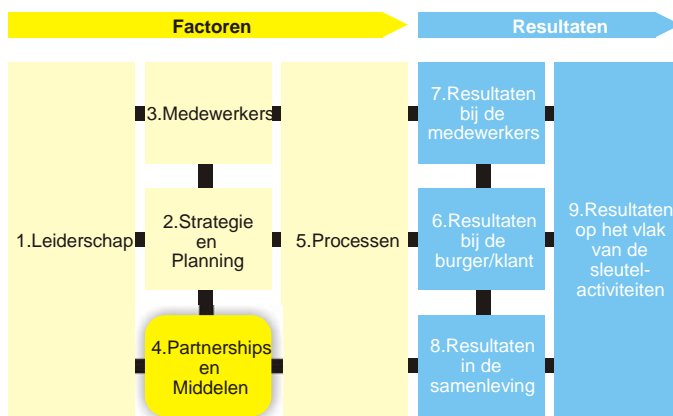 Factoren
Resultaten
1.Leiderschap
3.Medewerkers
2.Strategie
en
Planning
4.Partnerships
en
Middelen
5.Processen
7.Resultaten
bij de
medewerkers
6.Resultaten
bij de
burger/klant
8.Resultaten
in de
samenleving
9.Resultaten
op het vlak
van de
sleutel-
activiteiten